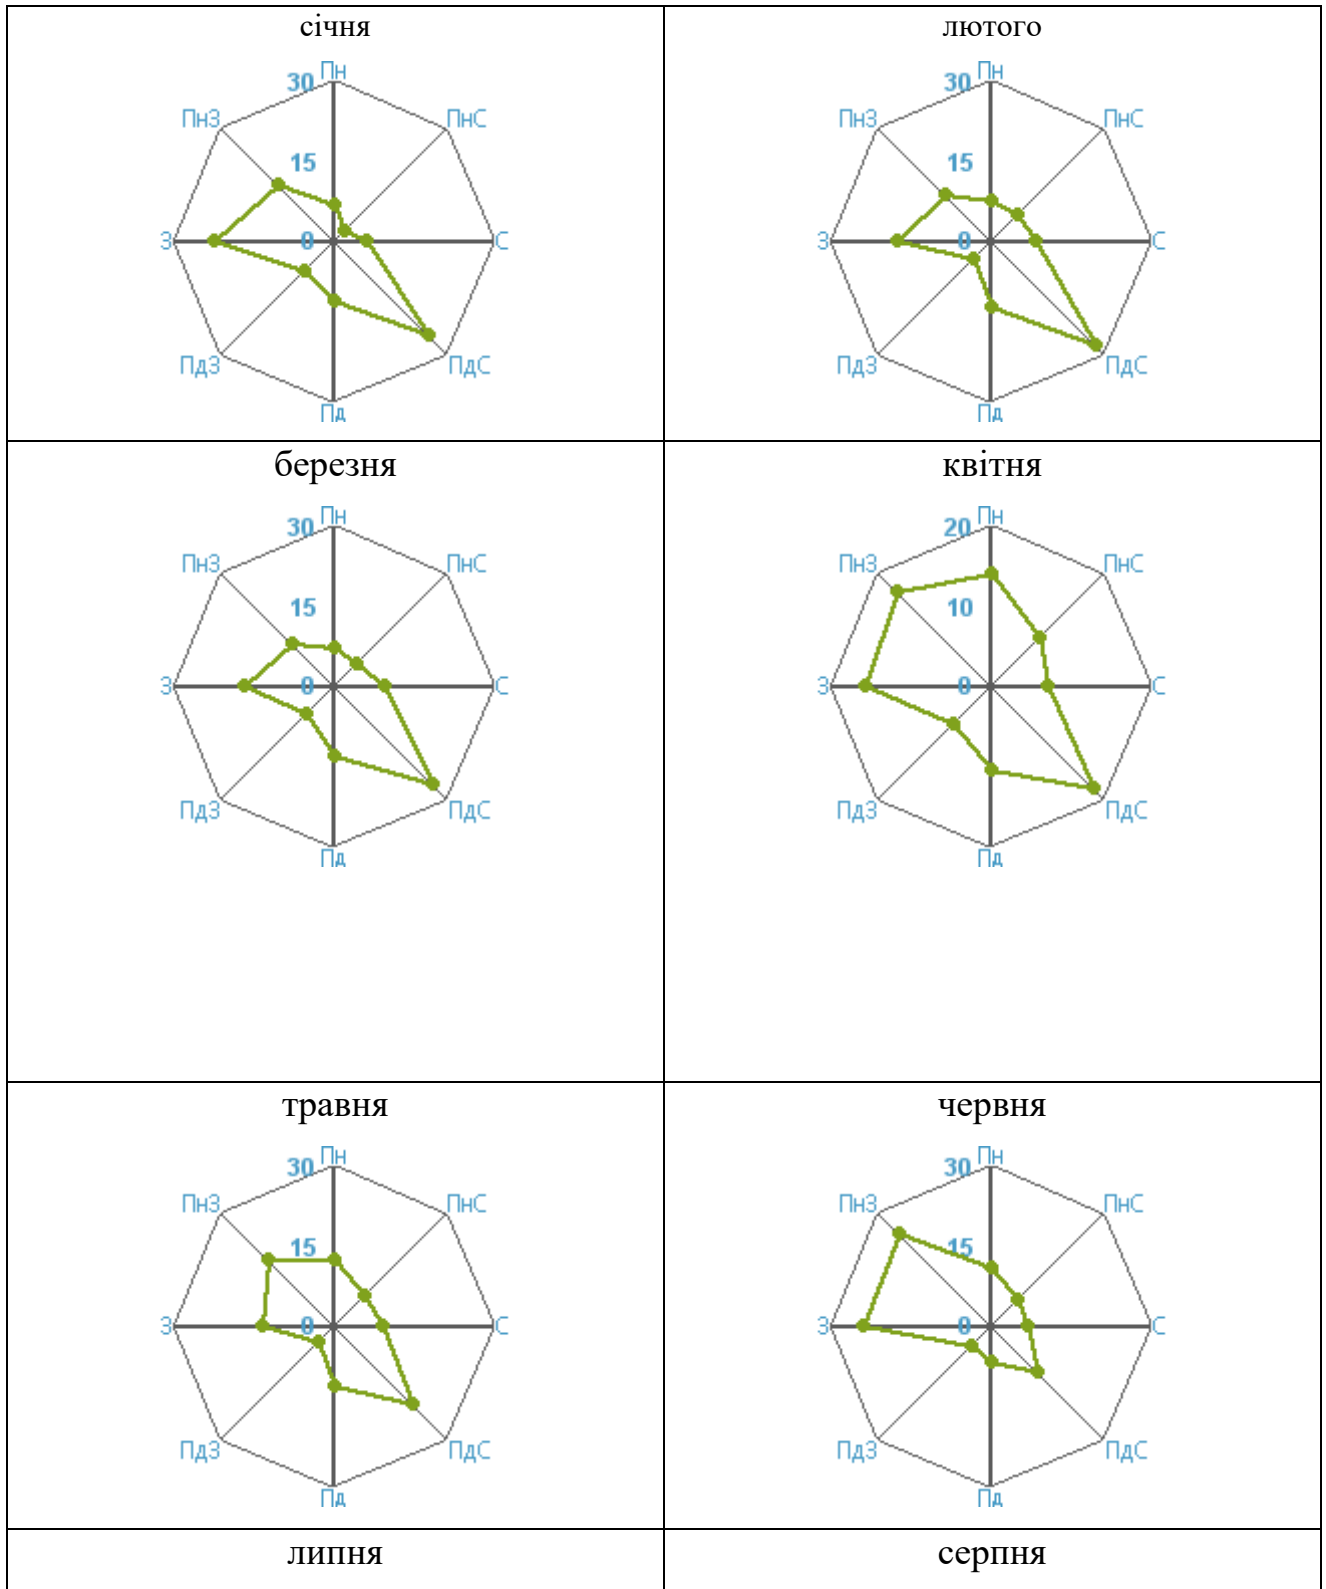 січня
лютого
Пн
30
ПнЗ
ПнС
15
З
0
С
ПдЗ
ПдС
Пд
Пн
30
ПнЗ
ПнС
15
З
0
С
ПдЗ
ПдС
Пд
березня
квітня
Пн
30
ПнЗ
ПнС
15
З
0
С
ПдЗ
ПдС
Пд
Пн
20
ПнЗ
ПнС
10
З
0
С
ПдЗ
ПдС
Пд
травня
червня
Пн
30
ПнЗ
ПнС
15
З
0
С
ПдЗ
ПдС
Пд
Пн
30
ПнЗ
ПнС
15
З
0
С
ПдЗ
ПдС
Пд
липня
серпня